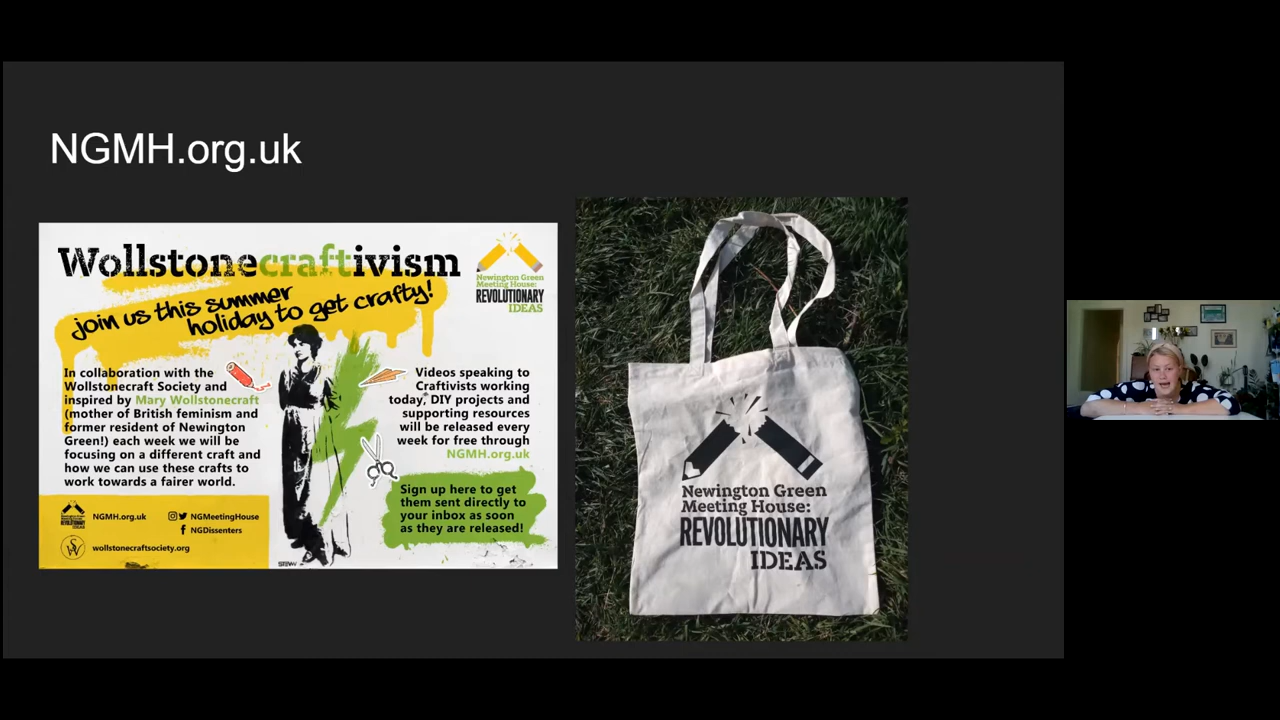 NGMH.org.uk
Wollstonecraftivism
join us this summer
holiday to get crafty!
Newington Green
Meeting House:
REVOLUTIONARY
IDEAS
In collaboration with the
Wollstonecraft Society and
inspired by Mary Wollstonecraft
(mother of British feminism and
former resident of Newington
Green!) each week we will be
focusing on a different craft and
how we can use these crafts to
work towards a fairer world.
Videos speaking to
Craftivists working
today, DIY projects and
supporting resources
will be released every
week for free through
NGMH.org.uk
Sign up here to get
them sent directly to
your inbox as soon
as they are released!
REVOLUTIONARY
IDEAS
NGMH.org.uk
NGMeetingHouse
NGDissenters
SW
wollstonecraftsociety.org
STEWY
Newington Green
Meeting House:
REVOLUTIONARY
IDEAS